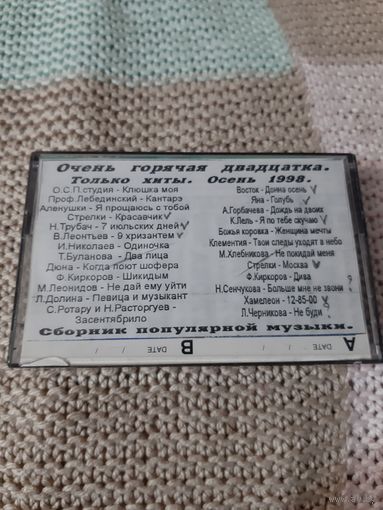 Очень горячая двадцатка.
Только хиты. Осень 1998.
О.С.П.студия - Клюшка моя
Проф.Лебединский - Кантарэ
Аленушки - Я прощаюсь с тобой
Стрелки - Красавчик
Н.Трубач - 7 июльских дней
В.Леонтьев - 9 хризантем
И.Николаев - Одиночка
Т.Буланова - Два лица
Дюна - Когда поют шофера
Ф.Киркоров - Шикидым
М.Леонидов - Не дай ему уйти
Л.Долина - Певица и музыкант
С.Ротару и Н.Расторгуев -
Засентябрило
Восток - Донна осень
Яна - Голубь
А.Горбачева - Дождь на двоих
К.Лель - Я по тебе скучаю
Божья коровка - Женщина мечты
Клементия - Твои следы уходят в небо
М.Хлебникова - Не покидай меня
Стрелки - Москва
Ф.Киркоров - Дива
Н.Сенчукова - Больше мне не звони
Хамелеон - 12-85-00
Л.Черникова - Не буди
Сборник популярной музыки.
A DATE / /
B DATE / /